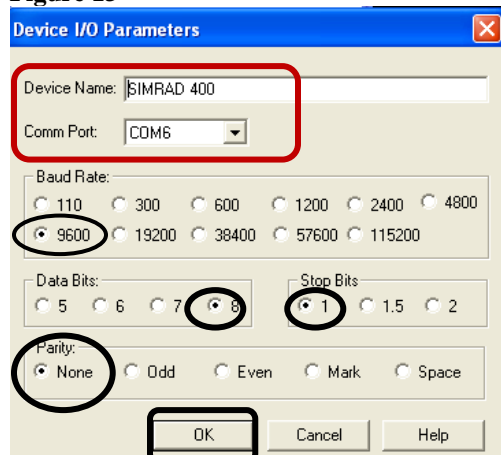 Device I/O Parameters
Device Name: SIMRAD 400
Comm Port: COM6
Baud Rate:
110 300 600 1200 2400 4800
9600 19200 38400 57600 115200
Data Bits: Stop Bits
5 6 7 8 1 1.5 2
Parity:
None Odd Even Mark Space
OK Cancel Help